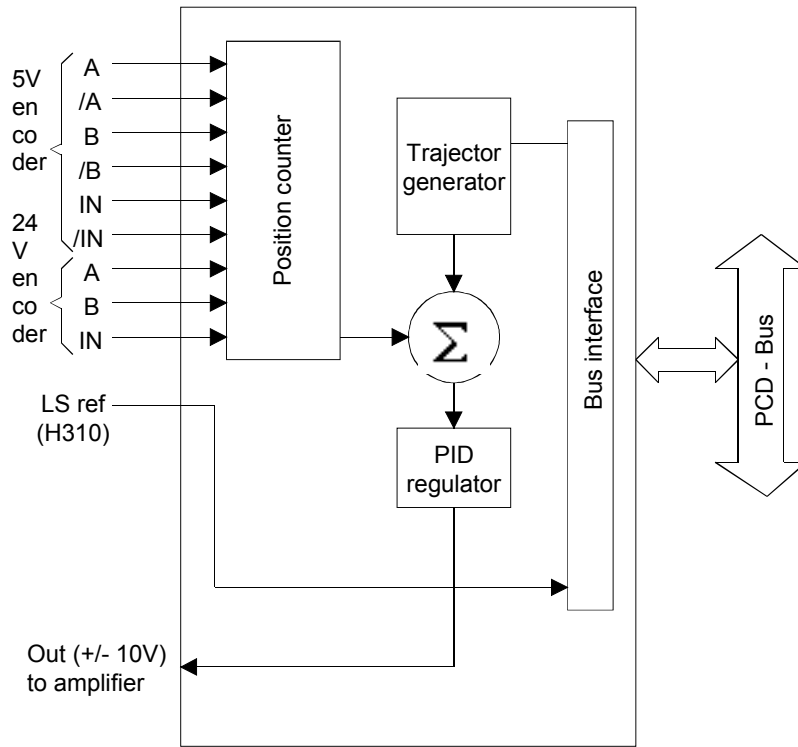 5V
en
co
der
A
/A
B
/B
IN
/IN
24
V
en
co
der
A
B
IN
Position counter
Trajector
generator
Σ
PID
regulator
Bus interface
PCD - Bus
LS ref
(H310)
Out (+/- 10V)
to amplifier